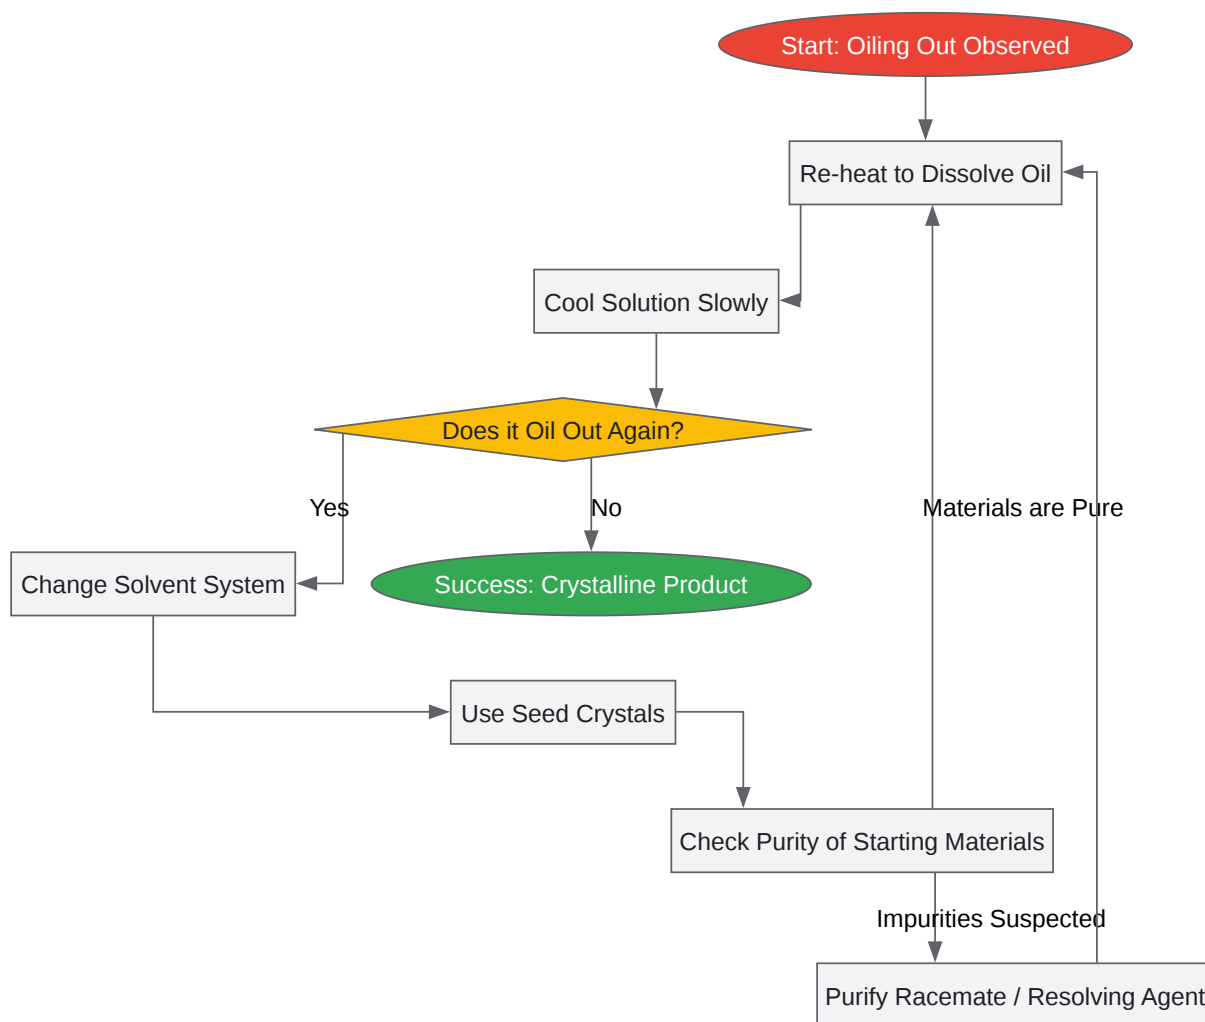 Start: Oiling Out Observed
Re-heat to Dissolve Oil
Cool Solution Slowly
Does it Oil Out Again?
Yes
No
Materials are Pure
Change Solvent System
Success: Crystalline Product
Use Seed Crystals
Check Purity of Starting Materials
Impurities Suspected
Purify Racemate / Resolving Agent